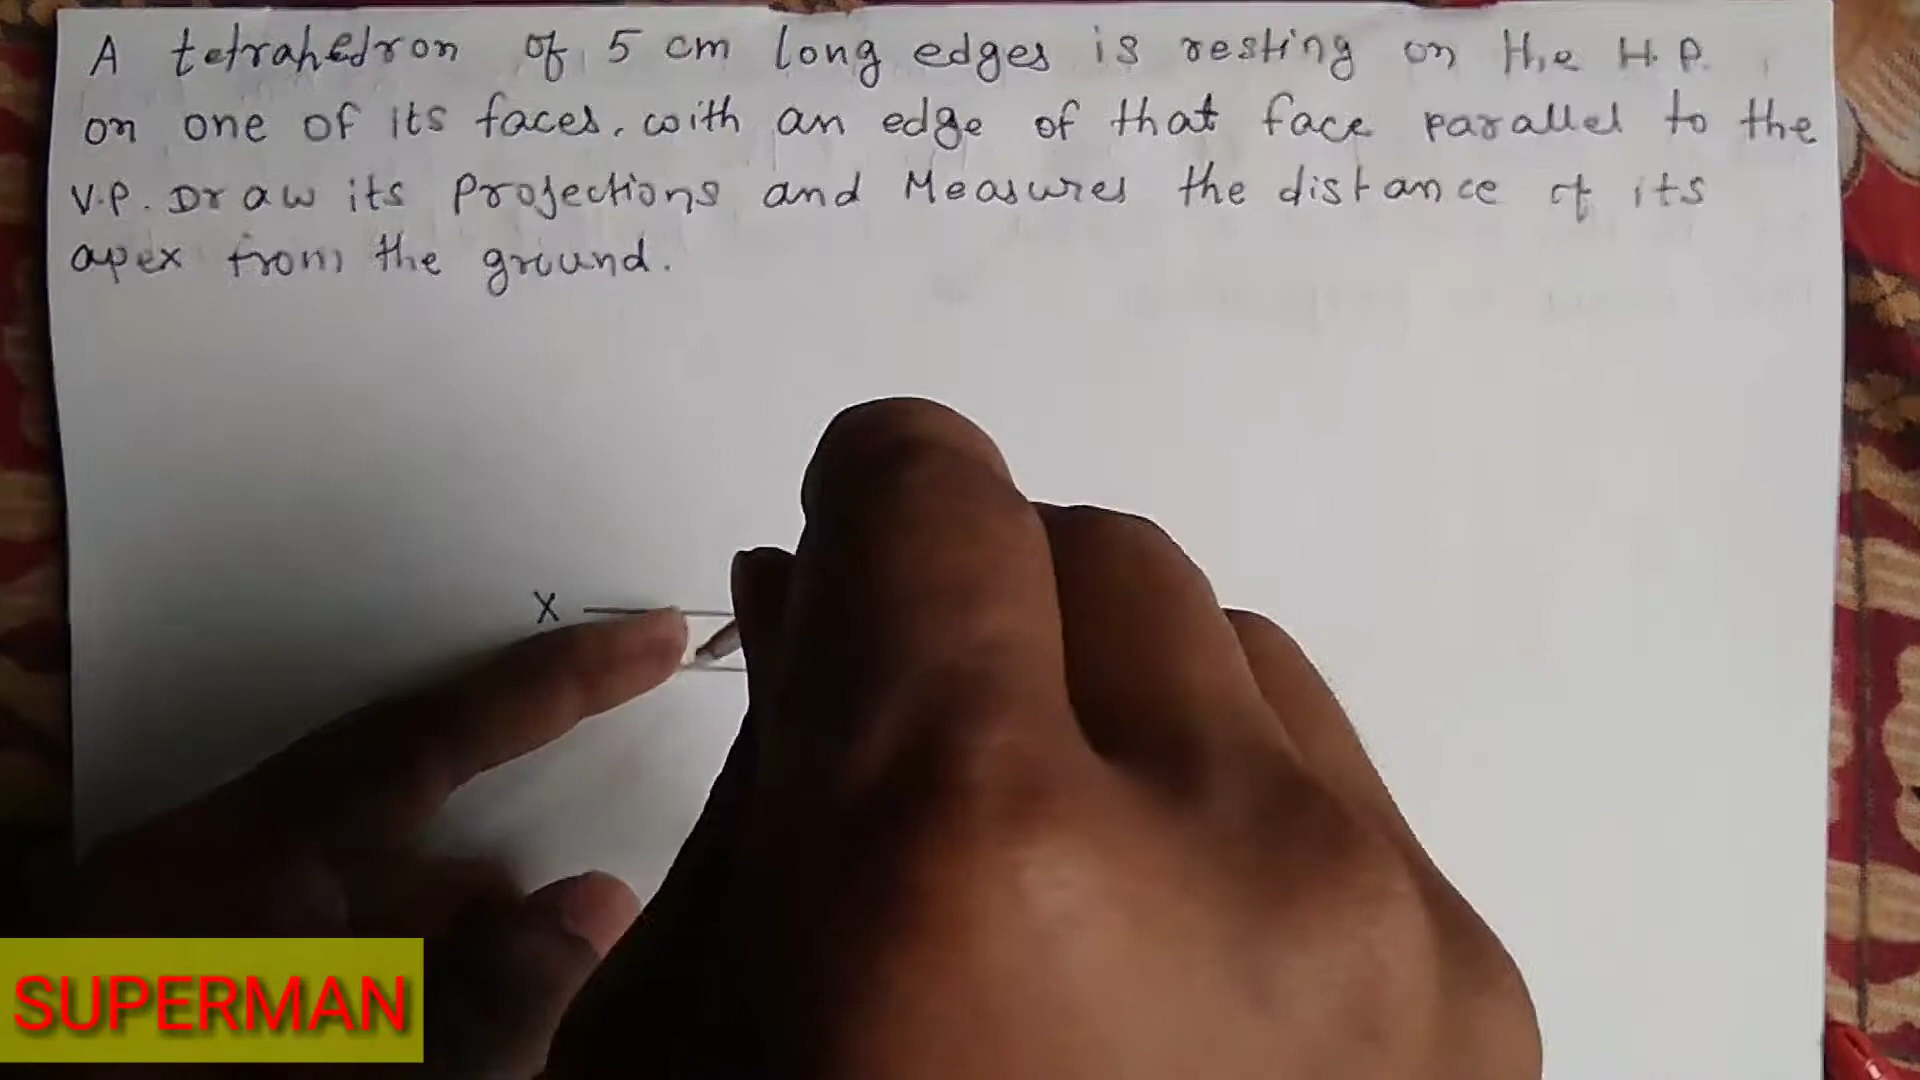 A tetrahedron of 5 cm long edges is resting on the H.P.
on one of its faces, with an edge of that face parallel to the
V.P. Draw its projections and Measures the distance of its
apex from the ground.
X
SUPERMAN